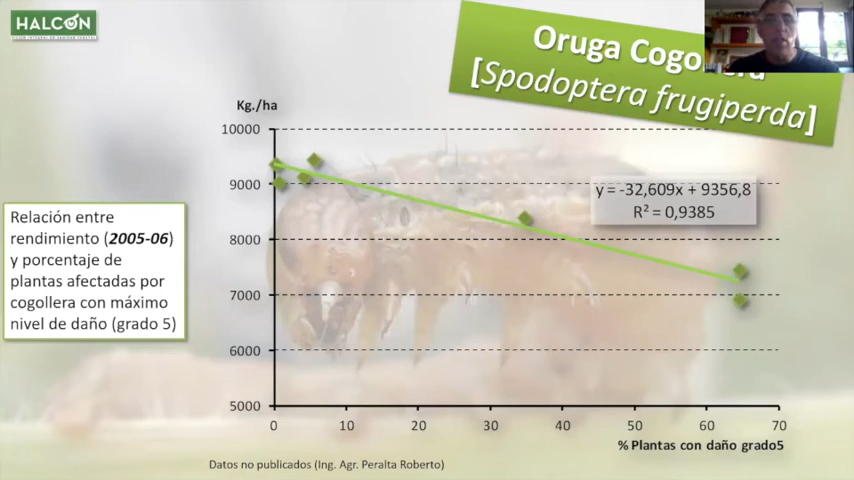 HALCÓN
Oruga Cogo
[Spodoptera frugiperda]
Kg./ha
10000
9000
8000
7000
6000
5000
0 10 20 30 40 50 60 70
% Plantas con daño grado5
y = -32,609x + 9356,8
R² = 0,9385
Relación entre
rendimiento (2005-06)
y porcentaje de
plantas afectadas por
cogollera con máximo
nivel de daño (grado 5)
Datos no publicados (Ing. Agr. Peralta Roberto)